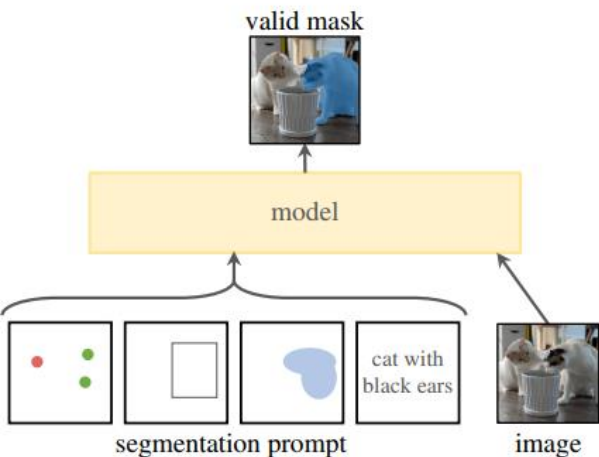 valid mask
model
cat with
black ears
segmentation prompt
image